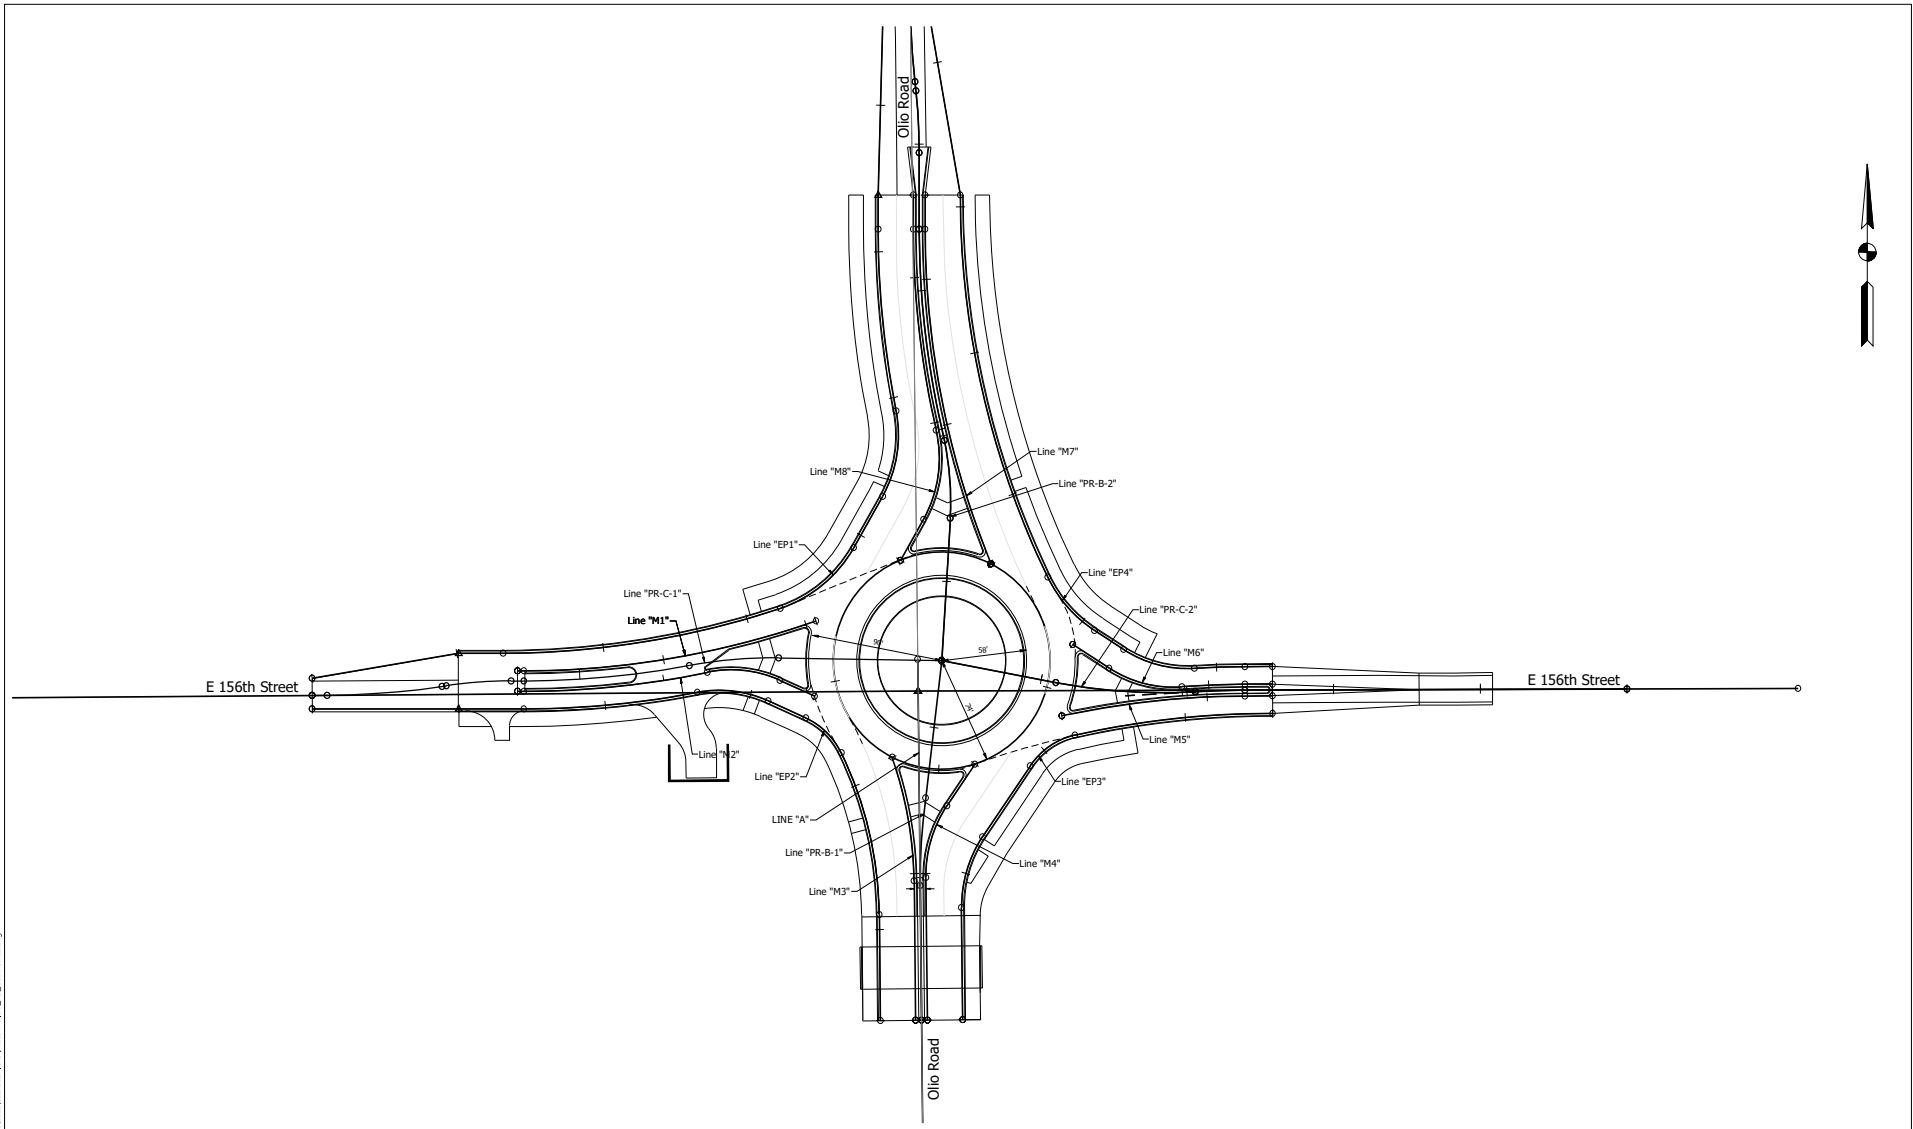 Olio Road
Line "M7"
Line "M8"
Line "PR-B-2"
Line "EP1"
Line "EP4"
Line "PR-C-1"
Line "PR-C-2"
Line "M1"
90'
58'
Line "M6"
E 156th Street
E 156th Street
Line "M5"
Line "M2"
Line "EP2"
Line "EP3"
LINE "A"
Line "PR-B-1"
Line "M4"
Line "M3"
Olio Road